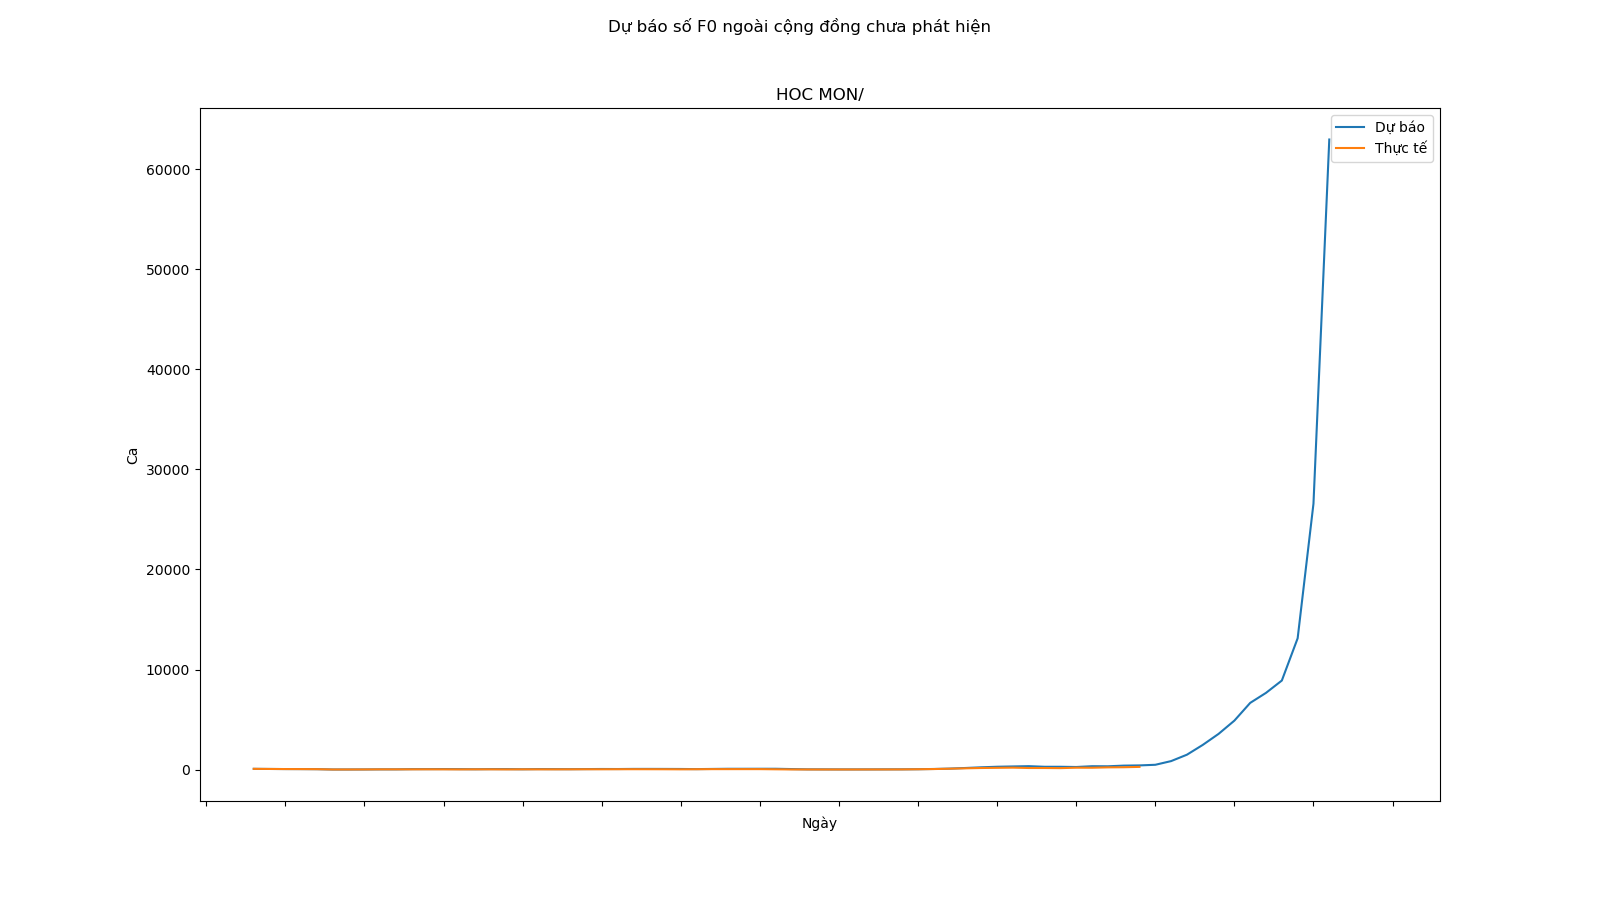 Dự báo số F0 ngoài cộng đồng chưa phát hiện
HOC MON/
Dự báo
Thực tế
60000
50000
40000
30000
20000
10000
0
Ca
Ngày